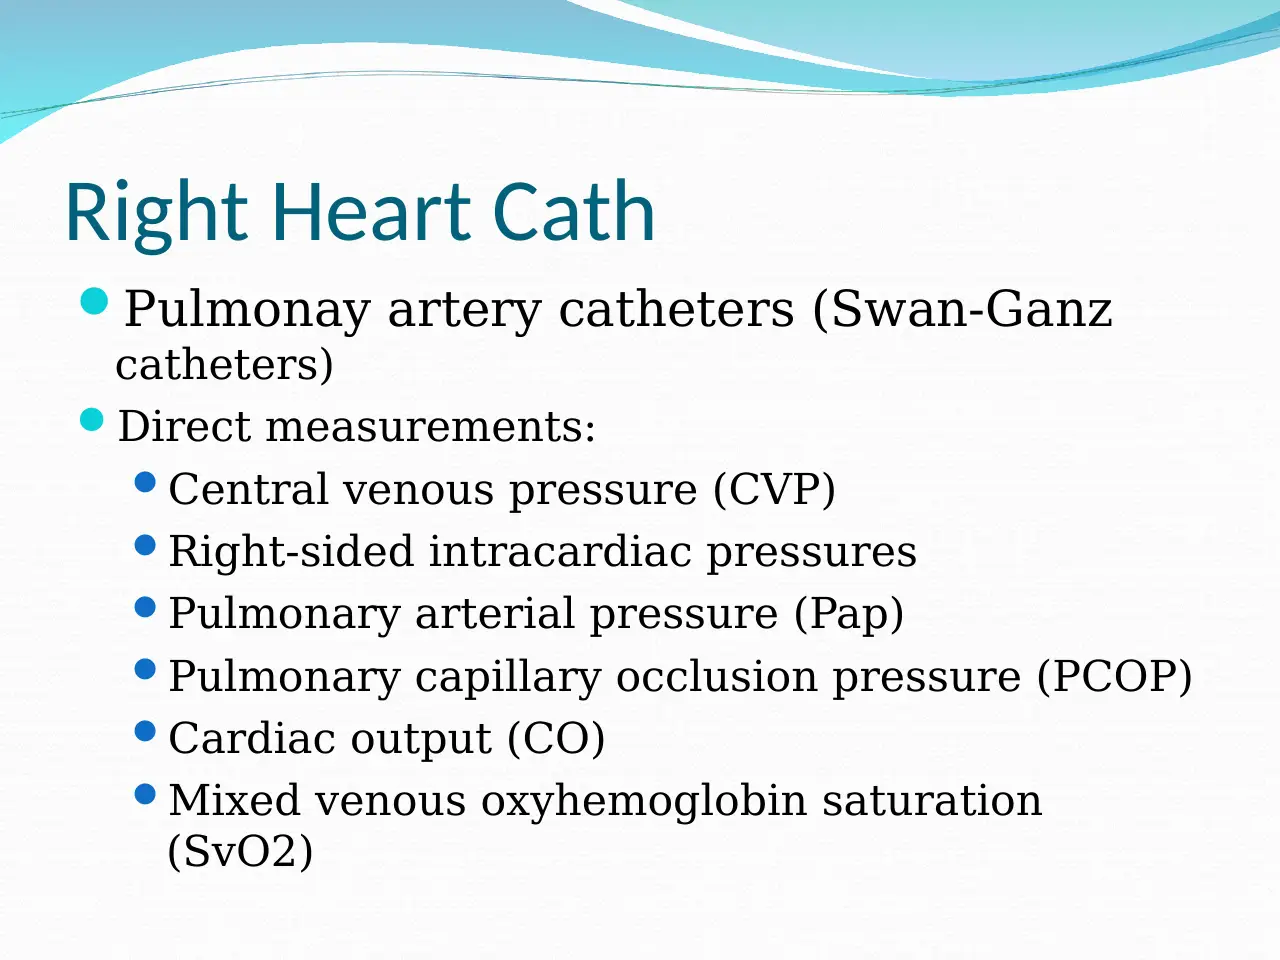 Right Heart Cath
Pulmonay artery catheters (Swan-Ganz
catheters)
Direct measurements:
Central venous pressure (CVP)
Right-sided intracardiac pressures
Pulmonary arterial pressure (Pap)
Pulmonary capillary occlusion pressure (PCOP)
Cardiac output (CO)
Mixed venous oxyhemoglobin saturation
(SvO2)